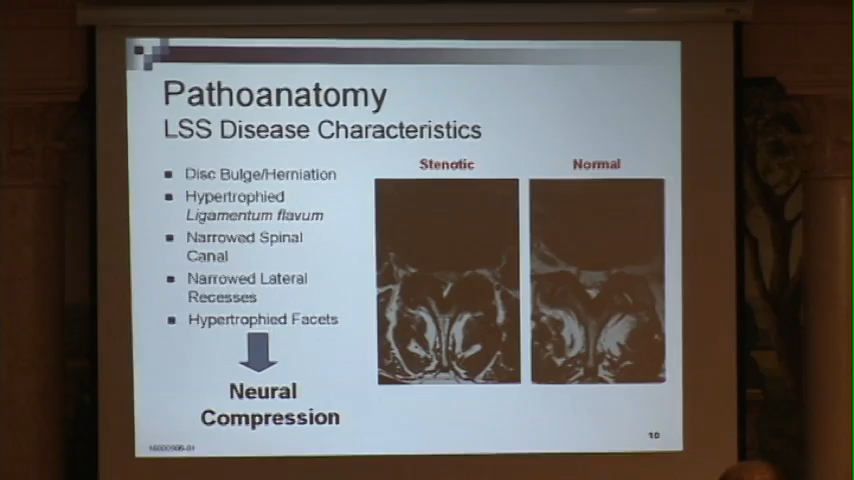 Pathoanatomy
LSS Disease Characteristics
Disc Bulge/Herniation
Hypertrophied
Ligamentum flavum
Narrowed Spinal
Canal
Narrowed Lateral
Recesses
Hypertrophied Facets
Neural
Compression
Stenotic
Normal
10